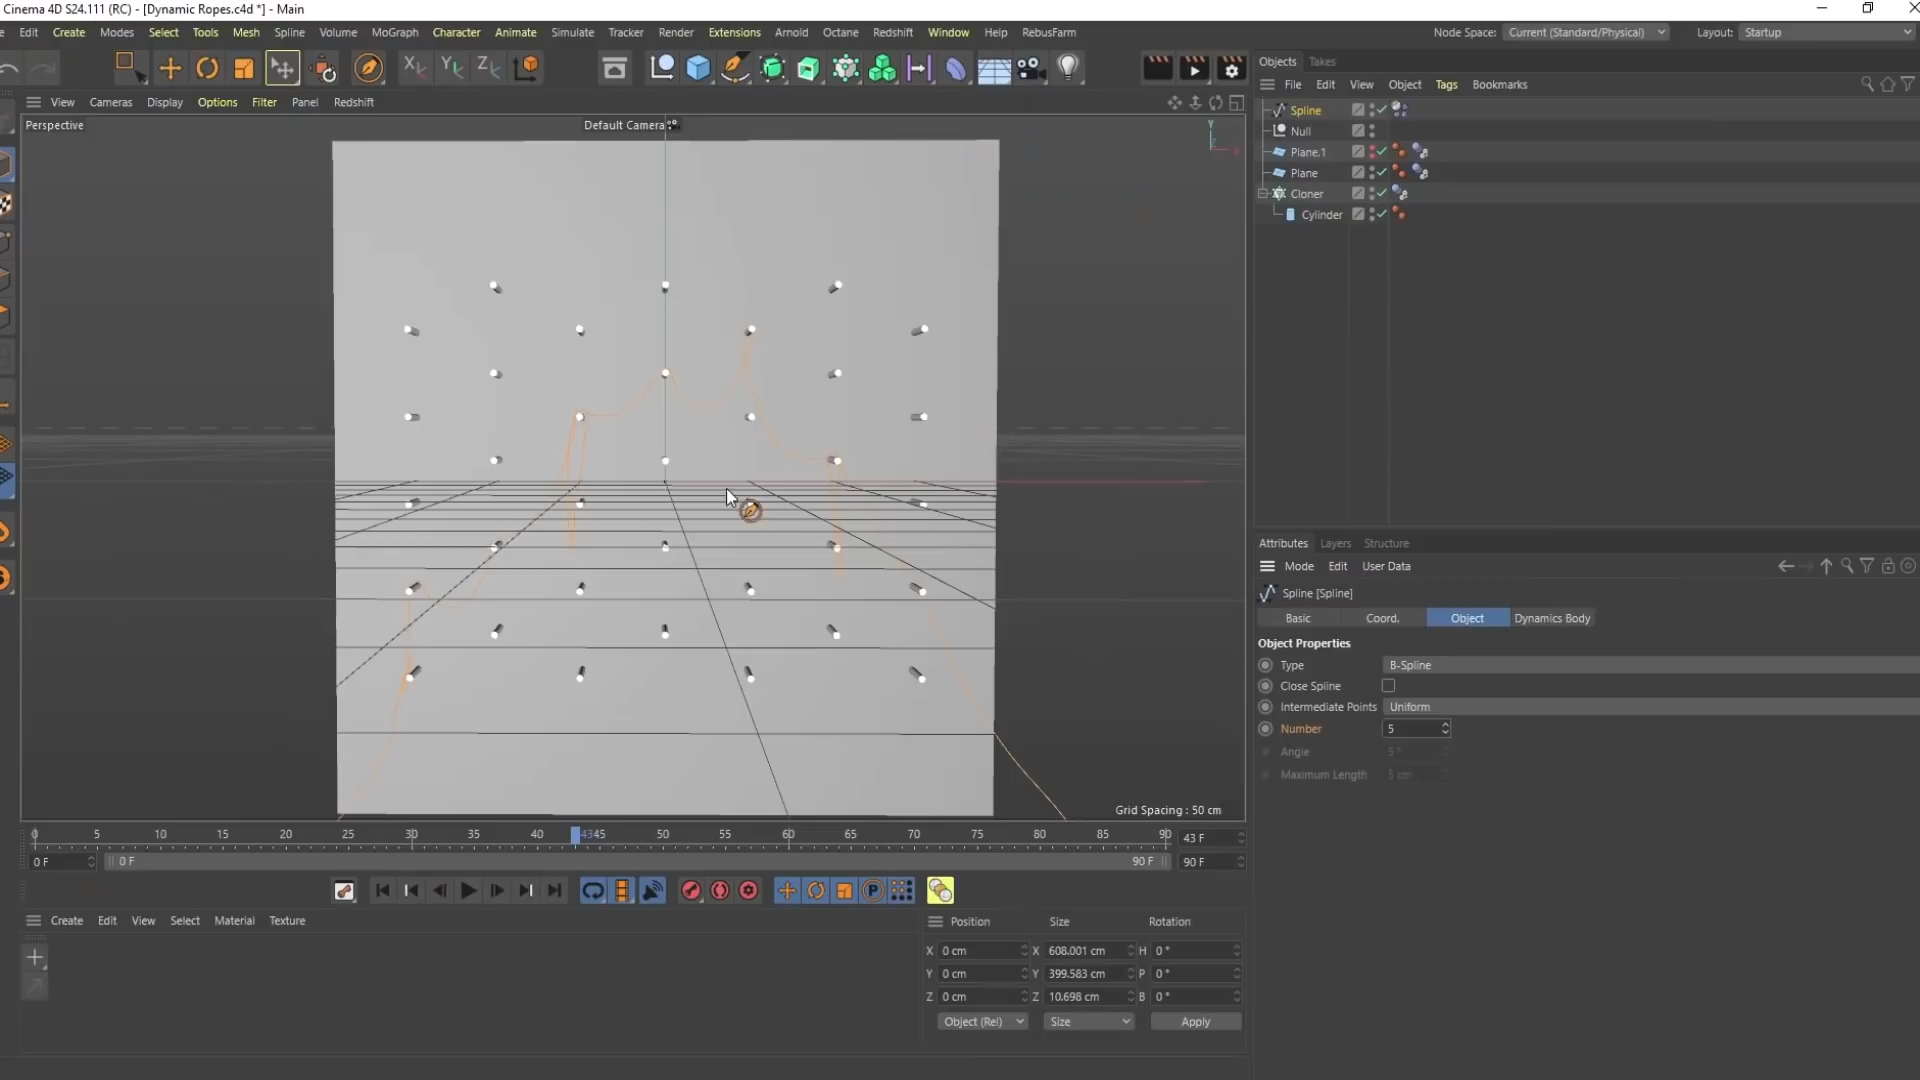 Cinema 4D S24.111 (RC) - [Dynamic Ropes.c4d *] - Main
Edit Create Modes Select Tools Mesh Spline Volume MoGraph Character Animate Simulate Tracker Render Extensions Arnold Octane Redshift Window Help RebusFarm
Node Space: Current (Standard/Physical) Layout: Startup
Objects Takes
File Edit View Object Tags Bookmarks
View Cameras Display Options Filter Panel Redshift
Perspective
Default Camera
Y
Z
Spline
Null
Plane.1
Plane
Cloner
Cylinder
Attributes Layers Structure
Mode Edit User Data
Spline [Spline]
Basic Coord. Object Dynamics Body
Object Properties
Type B-Spline
Close Spline
Intermediate Points Uniform
Number 5
Angle 5 °
Maximum Length 5 cm
Grid Spacing : 50 cm
0 5 10 15 20 25 30 35 40 4345 50 55 60 65 70 75 80 85 90 43 F
0 F 0 F 90 F 90 F
Create Edit View Select Material Texture
Position Size Rotation
X 0 cm X 608.001 cm H 0 °
Y 0 cm Y 399.583 cm P 0 °
Z 0 cm Z 10.698 cm B 0 °
Object (Rel) Size Apply